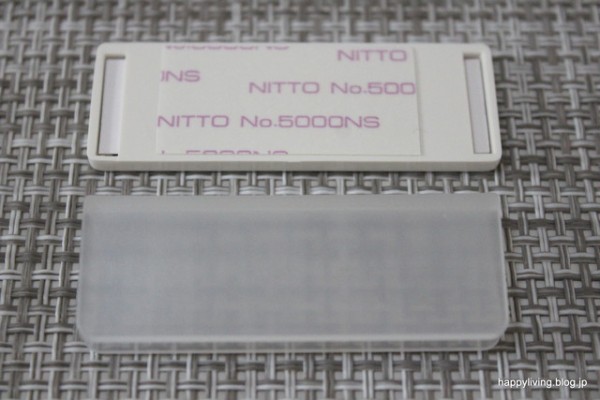 NITTO
NS
NITTO No.500
NITTO No.5000NS
happyliving.blog.jp